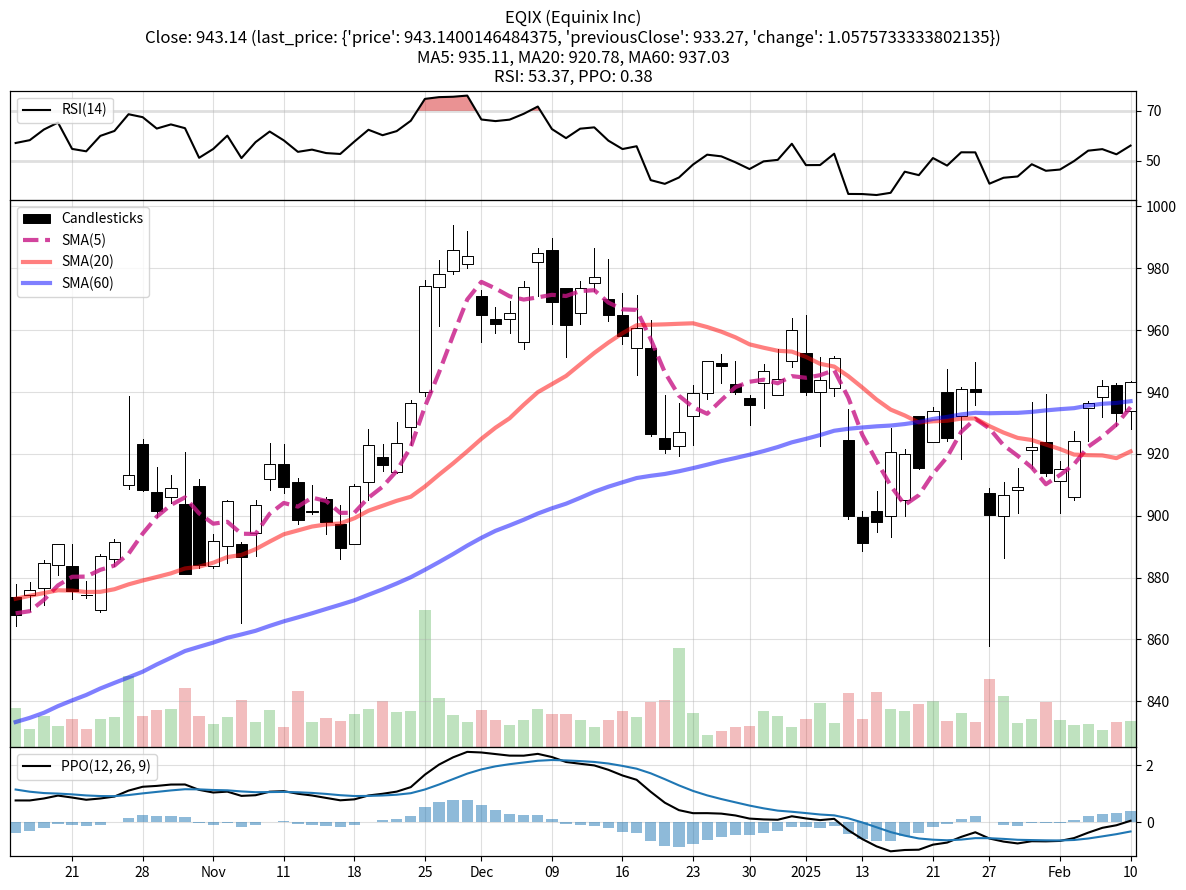 EQIX (Equinix Inc)
Close: 943.14 (last_price: {'price': 943.1400146484375, 'previousClose': 933.27, 'change': 1.0575733333802135})
MA5: 935.11, MA20: 920.78, MA60: 937.03
RSI: 53.37, PPO: 0.38
RSI(14)
70
50
Candlesticks
SMA(5)
SMA(20)
SMA(60)
1000
980
960
940
920
900
880
860
840
PPO(12, 26, 9)
2
0
21 28 Nov 11 18 25 Dec 09 16 23 30 2025 13 21 27 Feb 10